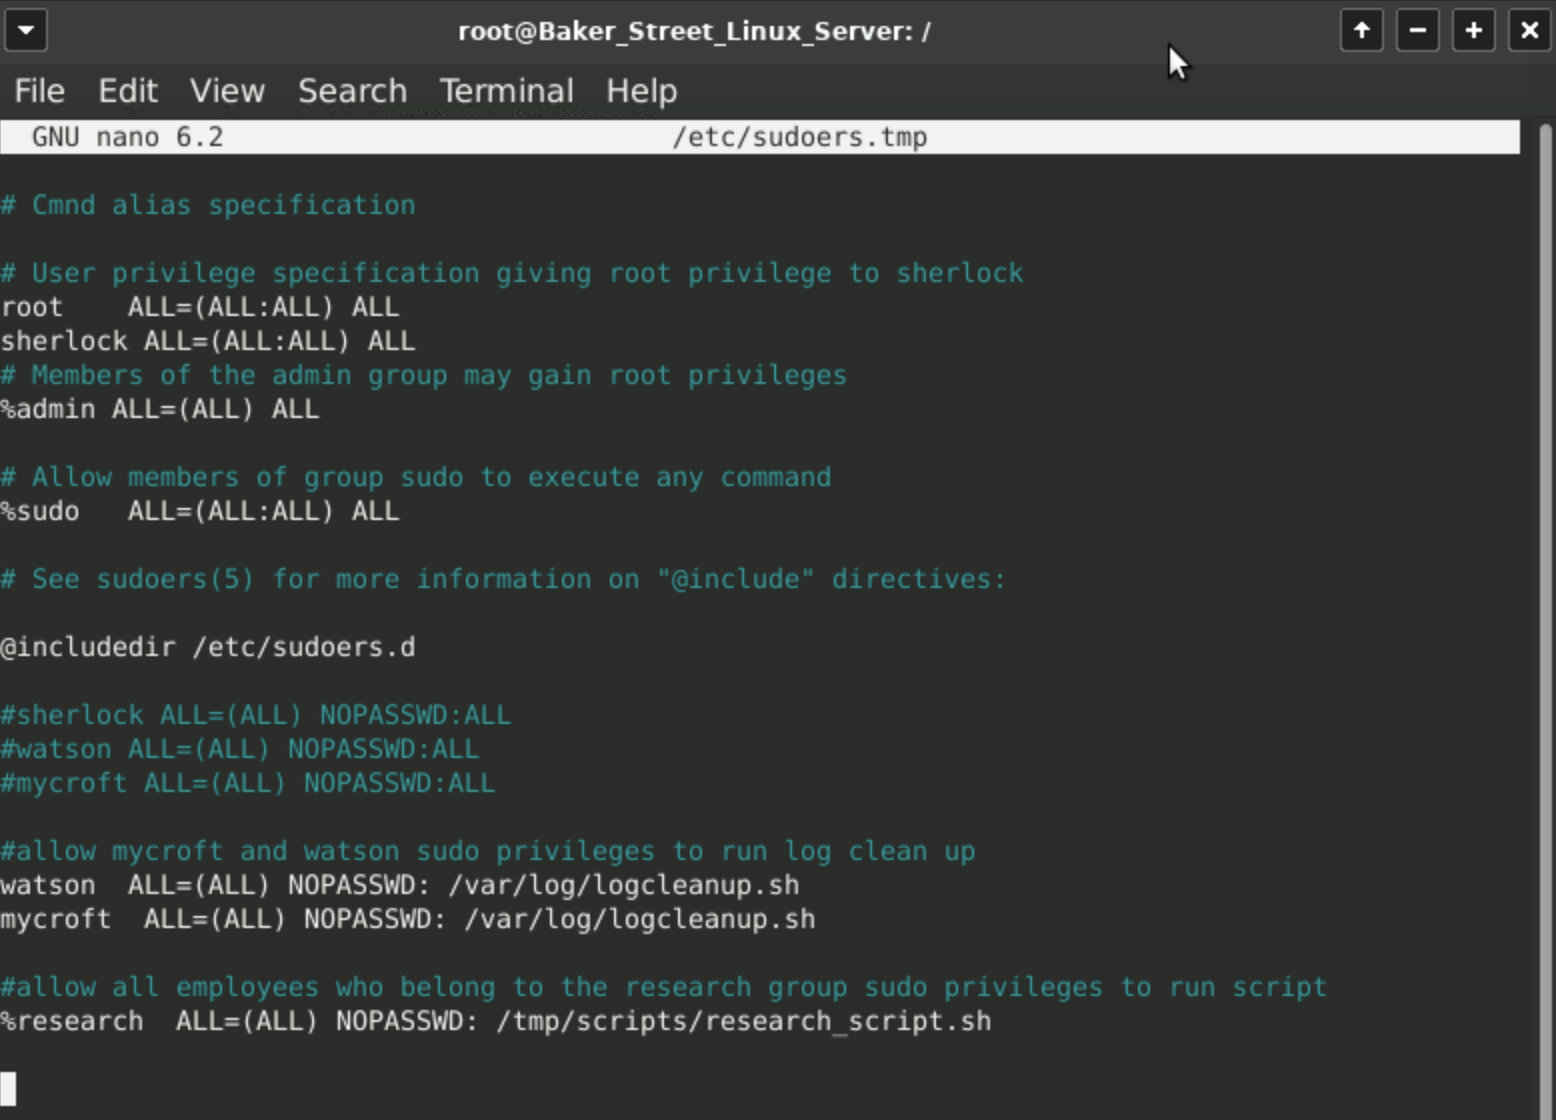 root@Baker_Street_Linux_Server: /
File Edit View Search Terminal Help
GNU nano 6.2 /etc/sudoers.tmp
# Cmnd alias specification
# User privilege specification giving root privilege to sherlock
root    ALL=(ALL:ALL) ALL
sherlock ALL=(ALL:ALL) ALL
# Members of the admin group may gain root privileges
%admin ALL=(ALL) ALL
# Allow members of group sudo to execute any command
%sudo   ALL=(ALL:ALL) ALL
# See sudoers(5) for more information on "@include" directives:
@includedir /etc/sudoers.d
#sherlock ALL=(ALL) NOPASSWD:ALL
#watson ALL=(ALL) NOPASSWD:ALL
#mycroft ALL=(ALL) NOPASSWD:ALL
#allow mycroft and watson sudo privileges to run log clean up
watson  ALL=(ALL) NOPASSWD: /var/log/logcleanup.sh
mycroft  ALL=(ALL) NOPASSWD: /var/log/logcleanup.sh
#allow all employees who belong to the research group sudo privileges to run script
%research  ALL=(ALL) NOPASSWD: /tmp/scripts/research_script.sh